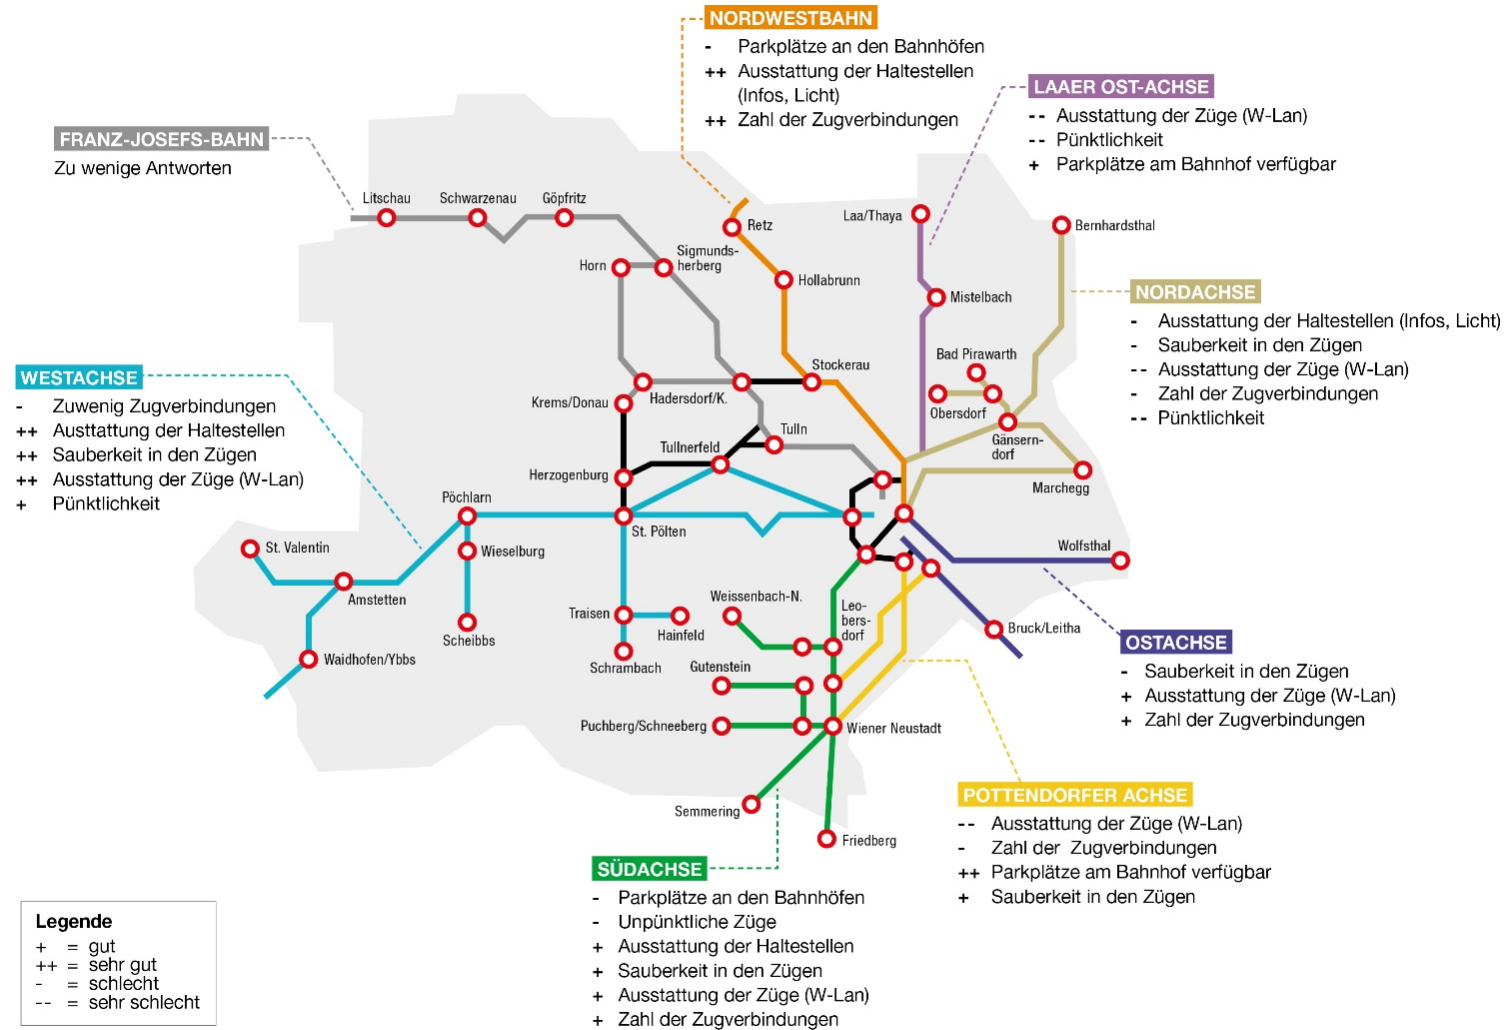 NORDWESTBAHN
- Parkplätze an den Bahnhöfen
++ Ausstattung der Haltestellen
(Infos, Licht)
++ Zahl der Zugverbindungen
LAAER OST-ACHSE
-- Ausstattung der Züge (W-Lan)
-- Pünktlichkeit
+ Parkplätze am Bahnhof verfügbar
FRANZ-JOSEFS-BAHN
Zu wenige Antworten
Litschau
Schwarzenau
Göpfritz
Retz
Laa/Thaya
Bernhardsthal
Horn
Sigmunds-
herberg
Hollabrunn
Mistelbach
NORDACHSE
- Ausstattung der Haltestellen (Infos, Licht)
- Sauberkeit in den Zügen
-- Ausstattung der Züge (W-Lan)
- Zahl der Zugverbindungen
-- Pünktlichkeit
WESTACHSE
- Zuwenig Zugverbindungen
++ Austtattung der Haltestellen
++ Sauberkeit in den Zügen
++ Ausstattung der Züge (W-Lan)
+ Pünktlichkeit
Bad Pirawarth
Stockerau
Krems/Donau
Hadersdorf/K.
Obersdorf
Gänsern-
dorf
Tulln
Tullnerfeld
Herzogenburg
Marchegg
Pöchlarn
St. Pölten
St. Valentin
Wieselburg
Wolfsthal
Amstetten
Scheibbs
Traisen
Hainfeld
Schrambach
Weissenbach-N.
Leo-
bers-
dorf
Bruck/Leitha
Waidhofen/Ybbs
Gutenstein
Puchberg/Schneeberg
Wiener Neustadt
Semmering
Friedberg
OSTACHSE
- Sauberkeit in den Zügen
+ Ausstattung der Züge (W-Lan)
+ Zahl der Zugverbindungen
POTTENDORFER ACHSE
-- Ausstattung der Züge (W-Lan)
- Zahl der Zugverbindungen
++ Parkplätze am Bahnhof verfügbar
+ Sauberkeit in den Zügen
SÜDACHSE
- Parkplätze an den Bahnhöfen
- Unpünktliche Züge
+ Ausstattung der Haltestellen
+ Sauberkeit in den Zügen
+ Ausstattung der Züge (W-Lan)
+ Zahl der Zugverbindungen
Legende
+ = gut
++ = sehr gut
- = schlecht
-- = sehr schlecht